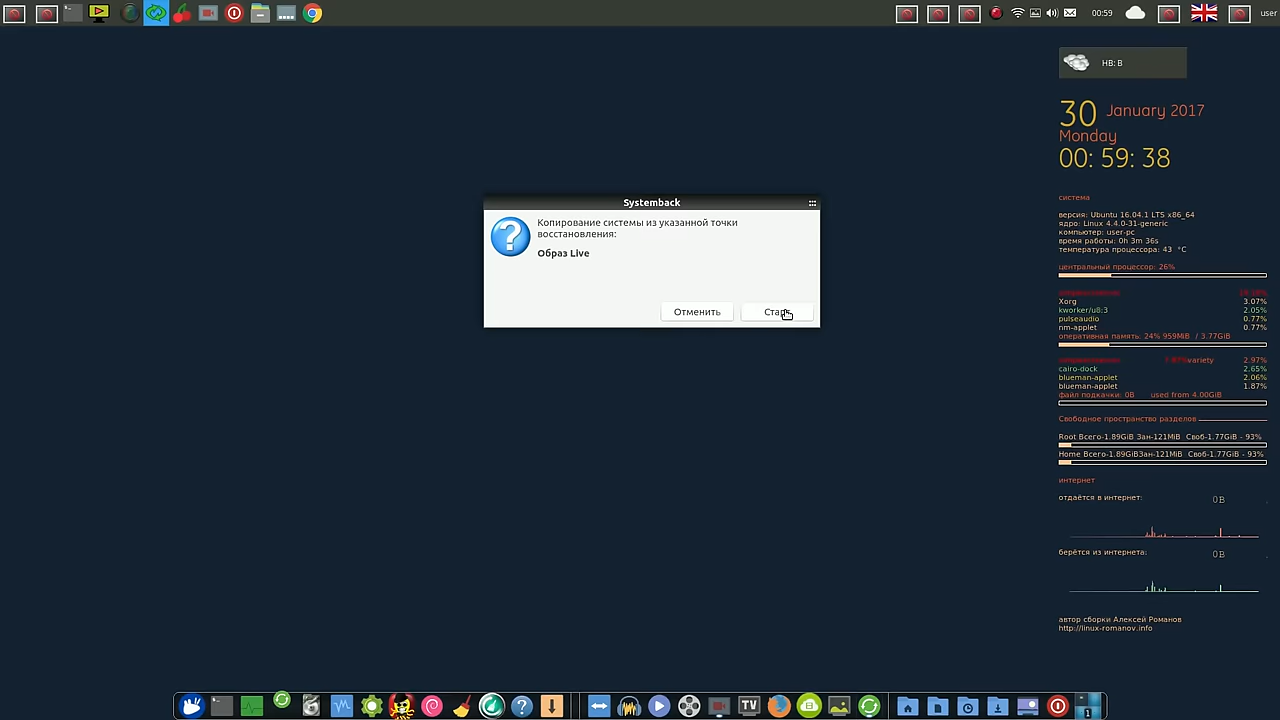 00:59
user
HB: B
30 January 2017
Monday
00: 59: 38
Systemback
Копирование системы из указанной точки
восстановления:
Образ Live
Отменить
система
версия: Ubuntu 16.04.1 LTS x86_64
ядро: Linux 4.4.0-31-generic
компьютер: user-pc
время работы: 0h 3m 36s
температура процессора: 43 °C
центральный процессор: 26%
Xorg 3.07%
kworker/u8:3 2.05%
pulseaudio 0.77%
nm-applet 0.77%
оперативная память: 24% 959MiB / 3.77GiB
variety 2.97%
cairo-dock 2.65%
blueman-applet 2.06%
blueman-applet 1.87%
файл подкачки: 0B used from 4.00GiB
Свободное пространство разделов
Root Всего-1.89GiB Зан-121MiB Своб-1.77GiB - 93%
Home Всего-1.89GiBЗан-121MiB Своб-1.77GiB - 93%
интернет
отдаётся в интернет: 0B
берётся из интернета: 0B
автор сборки Алексей Романов
http://linux-romanov.info
TV
1